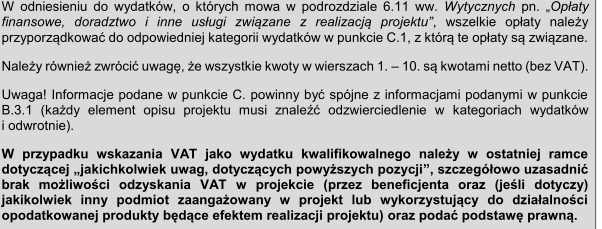 W odniesieniu do wydatków, o których mowa w podrozdziale 6.11 ww. Wytycznych pn. „Opłaty
finansowe, doradztwo i inne usługi związane z realizacją projektu”, wszelkie opłaty należy
przyporządkować do odpowiedniej kategorii wydatków w punkcie C.1, z którą te opłaty są związane.
Należy również zwrócić uwagę, że wszystkie kwoty w wierszach 1. – 10. są kwotami netto (bez VAT).
Uwaga! Informacje podane w punkcie C. powinny być spójne z informacjami podanymi w punkcie
B.3.1 (każdy element opisu projektu musi znaleźć odzwierciedlenie w kategoriach wydatków
i odwrotnie).
W przypadku wskazania VAT jako wydatku kwalifikowalnego należy w ostatniej ramce
dotyczącej „jakichkolwiek uwag, dotyczących powyższych pozycji”, szczegółowo uzasadnić
brak możliwości odzyskania VAT w projekcie (przez beneficjenta oraz (jeśli dotyczy)
jakikolwiek inny podmiot zaangażowany w projekt lub wykorzystujący do działalności
opodatkowanej produkty będące efektem realizacji projektu) oraz podać podstawę prawną.